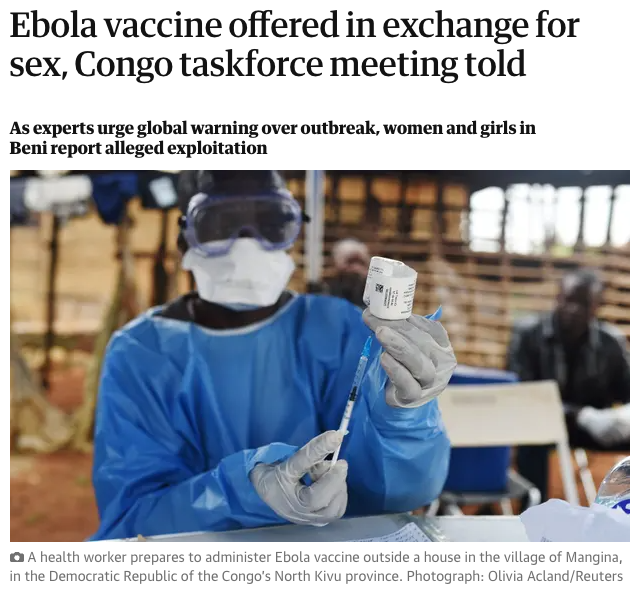 Ebola vaccine offered in exchange for
sex, Congo taskforce meeting told
As experts urge global warning over outbreak, women and girls in
Beni report alleged exploitation
A health worker prepares to administer Ebola vaccine outside a house in the village of Mangina,
in the Democratic Republic of the Congo’s North Kivu province. Photograph: Olivia Acland/Reuters